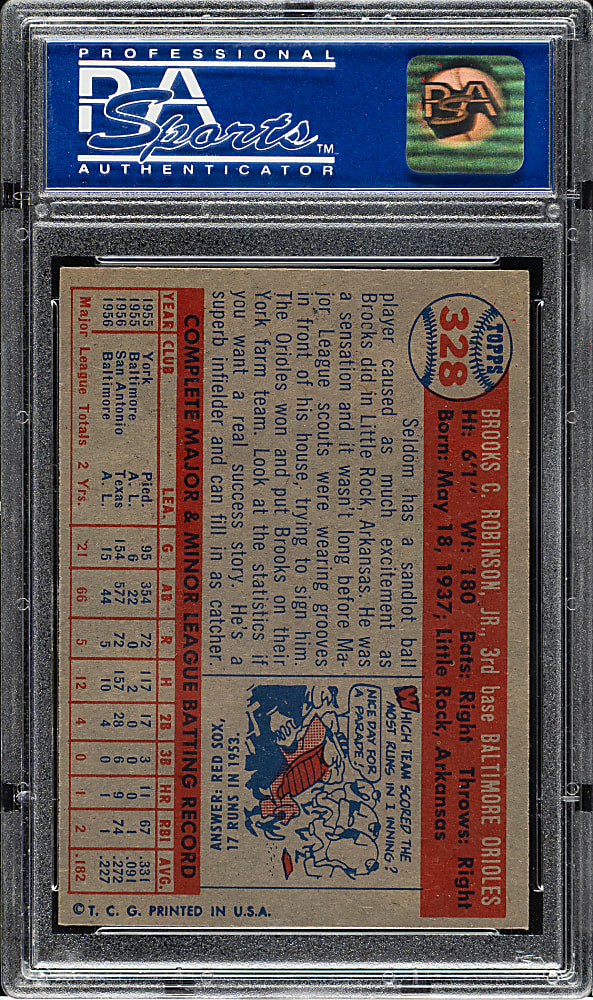 PROFESSIONAL
PSA
Sports™
AUTHENTICATOR
PSA
TOPPS
328
BROOKS C. ROBINSON, JR., 3rd base BALTIMORE ORIOLES
Ht: 6'1" Wt: 180 Bats: Right Throws: Right
Born: May 18, 1937, Little Rock, Arkansas
Seldom has a sandlot ball
player caused as much excitement as
Brooks did in Little Rock, Arkansas. He was
a sensation and it wasn't long before Ma-
jor League scouts were wearing grooves
in front of his house, trying to sign him.
The Orioles won and put Brooks on their
York farm team. Look at the statistics if
you want a real success story. He's a
superb infielder and can fill in as catcher.
WHICH TEAM SCORED THE
MOST RUNS IN 1 INNING?
NICE DAY FOR
A PARADE!
ANSWER: RED SOX,
17 RUNS IN 1953.
COMPLETE MAJOR & MINOR LEAGUE BATTING RECORD
YEAR CLUB LEA. G AB R H 2B 3B HR RBI AVG.
1955 York Pied. 95 354 72 117 17 3 11 67 .331
1955 Baltimore A. L. 6 22 0 2 0 0 0 1 .091
1956 San Antonio Texas 154 577 72 157 28 6 9 74 .272
1956 Baltimore A. L. 15 44 5 10 4 0 1 1 .227
Major League Totals 2 Yrs. 21 66 5 12 4 0 1 2 .182
© T. C. G. PRINTED IN U.S.A.